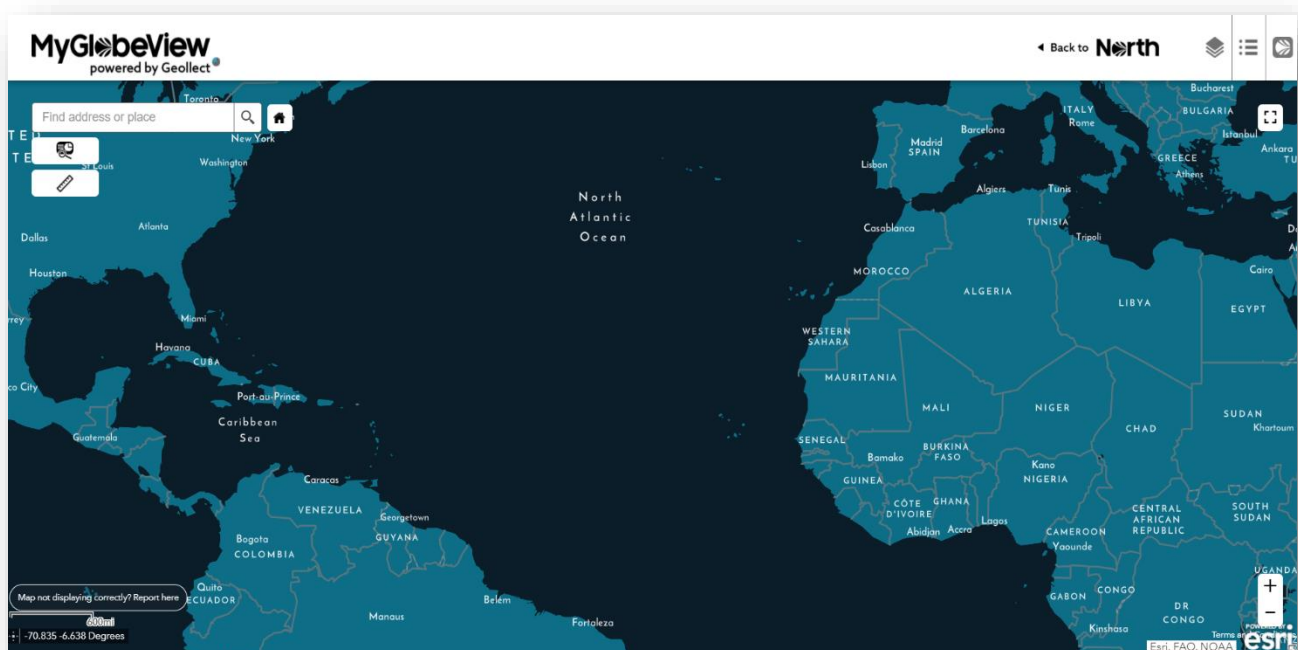 MyGlobeView
powered by Geollect
Back to North
Find address or place
Toronto
New York
St Louis
Washington
Atlanta
Dallas
Houston
Miami
Havana
CUBA
Port-au-Prince
Caribbean
Sea
Guatemala
Caracas
VENEZUELA
Georgetown
GUYANA
Bogota
COLOMBIA
Quito
ECUADOR
Manaus
Belém
Fortaleza
North
Atlantic
Ocean
Bucharest
BULGARIA
ITALY
Rome
Istanbul
Ankara
Barcelona
Madrid
SPAIN
Lisbon
GREECE
Athens
Algiers
Tunis
TUNISIA
Tripoli
Casablanca
MOROCCO
ALGERIA
LIBYA
Cairo
EGYPT
WESTERN
SAHARA
MAURITANIA
MALI
NIGER
CHAD
SUDAN
Khartoum
SENEGAL
Bamako
BURKINA
FASO
GUINEA
Kano
NIGERIA
CÔTE
D'IVOIRE
GHANA
Abidjan
Accra
Lagos
CAMEROON
Yaounde
CENTRAL
AFRICAN
REPUBLIC
SOUTH
SUDAN
UGANDA
GABON
CONGO
DR
CONGO
Kinshasa
Map not displaying correctly? Report here
600mi
-70.835 -6.638 Degrees
+
−
POWERED BY
esri
Esri, FAO, NOAA